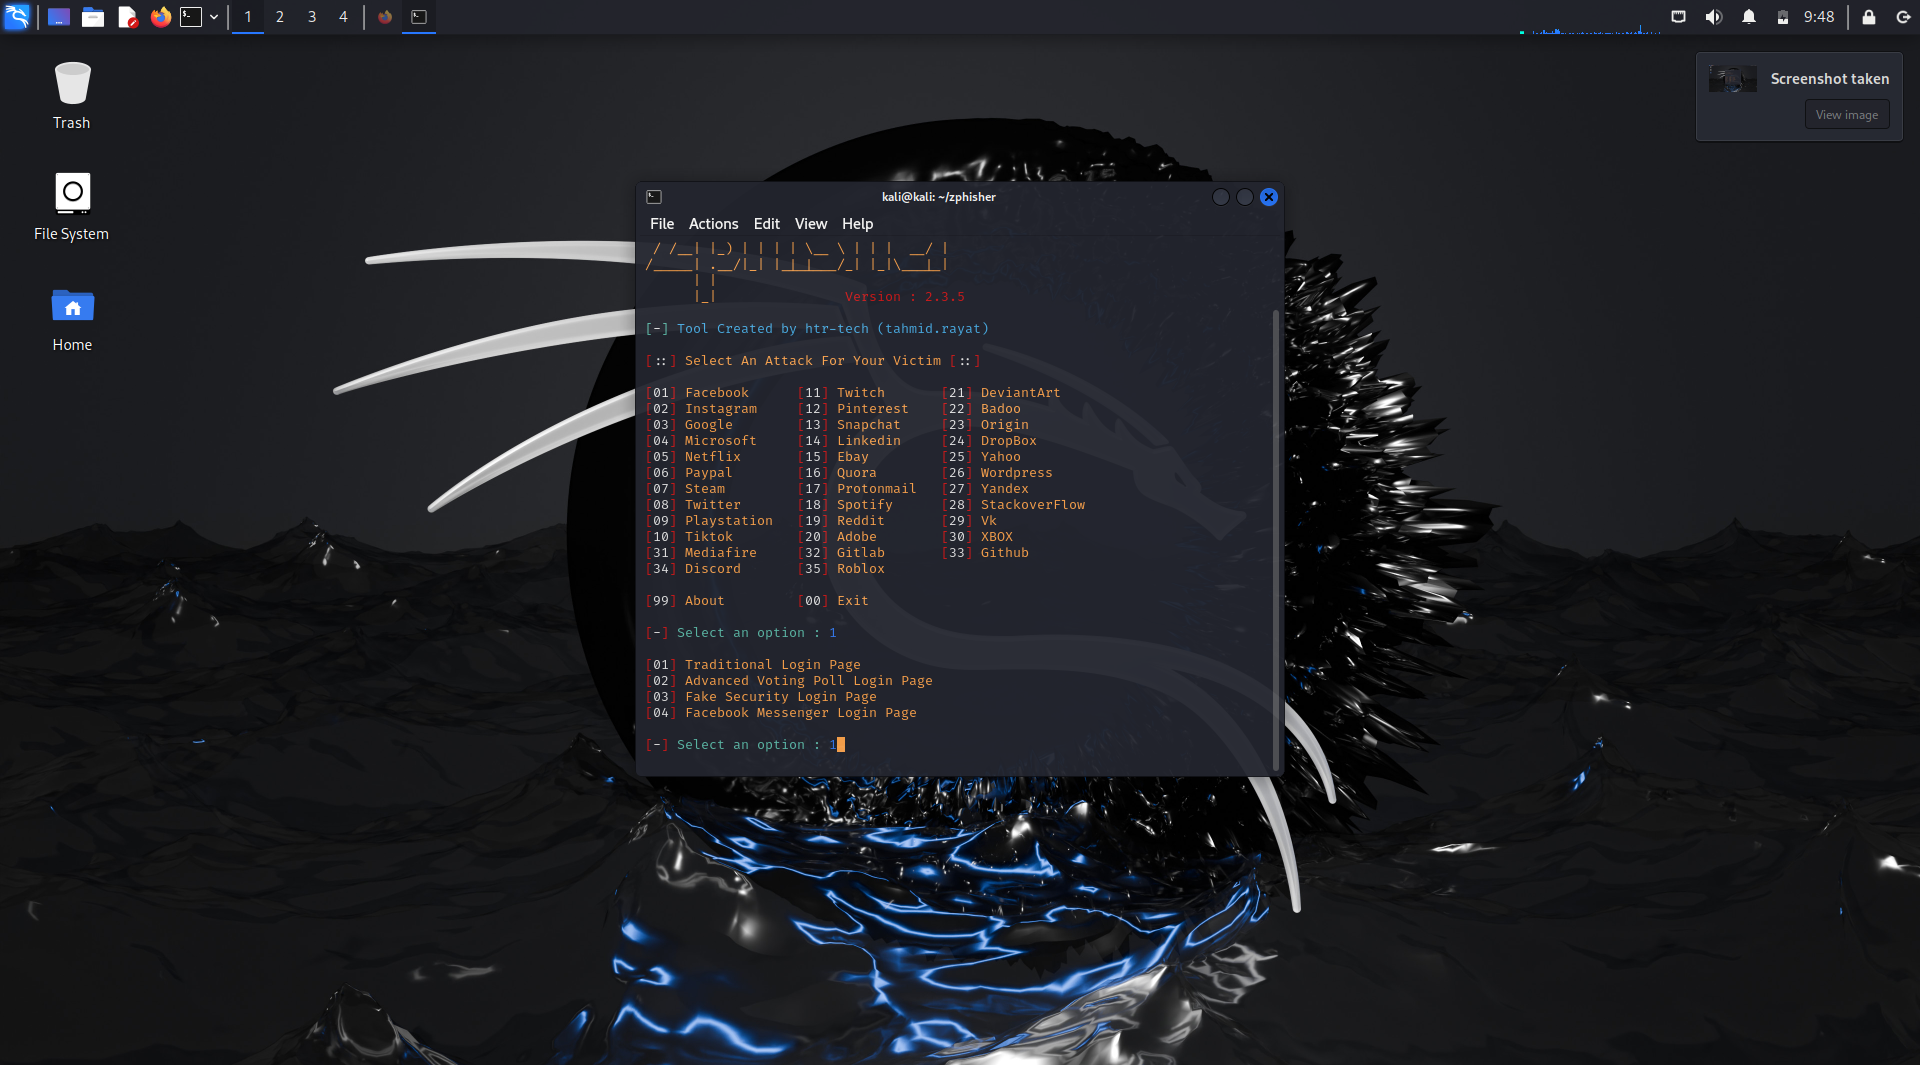 1 2 3 4
9:48
Screenshot taken
View image
Trash
File System
Home
kali@kali: ~/zphisher
File Actions Edit View Help
Version : 2.3.5
[-] Tool Created by htr-tech (tahmid.rayat)
[::] Select An Attack For Your Victim [::]
[01] Facebook [11] Twitch [21] DeviantArt
[02] Instagram [12] Pinterest [22] Badoo
[03] Google [13] Snapchat [23] Origin
[04] Microsoft [14] Linkedin [24] DropBox
[05] Netflix [15] Ebay [25] Yahoo
[06] Paypal [16] Quora [26] Wordpress
[07] Steam [17] Protonmail [27] Yandex
[08] Twitter [18] Spotify [28] StackoverFlow
[09] Playstation [19] Reddit [29] Vk
[10] Tiktok [20] Adobe [30] XBOX
[31] Mediafire [32] Gitlab [33] Github
[34] Discord [35] Roblox
[99] About [00] Exit
[-] Select an option : 1
[01] Traditional Login Page
[02] Advanced Voting Poll Login Page
[03] Fake Security Login Page
[04] Facebook Messenger Login Page
[-] Select an option : 1